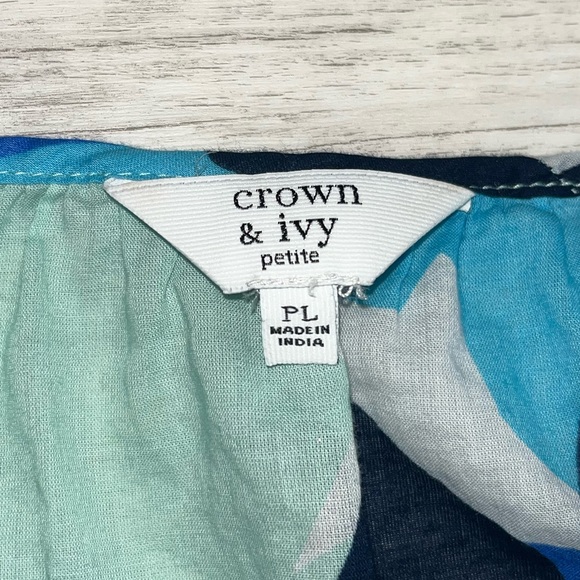 crown
& ivy
petite
PL
MADE IN
INDIA